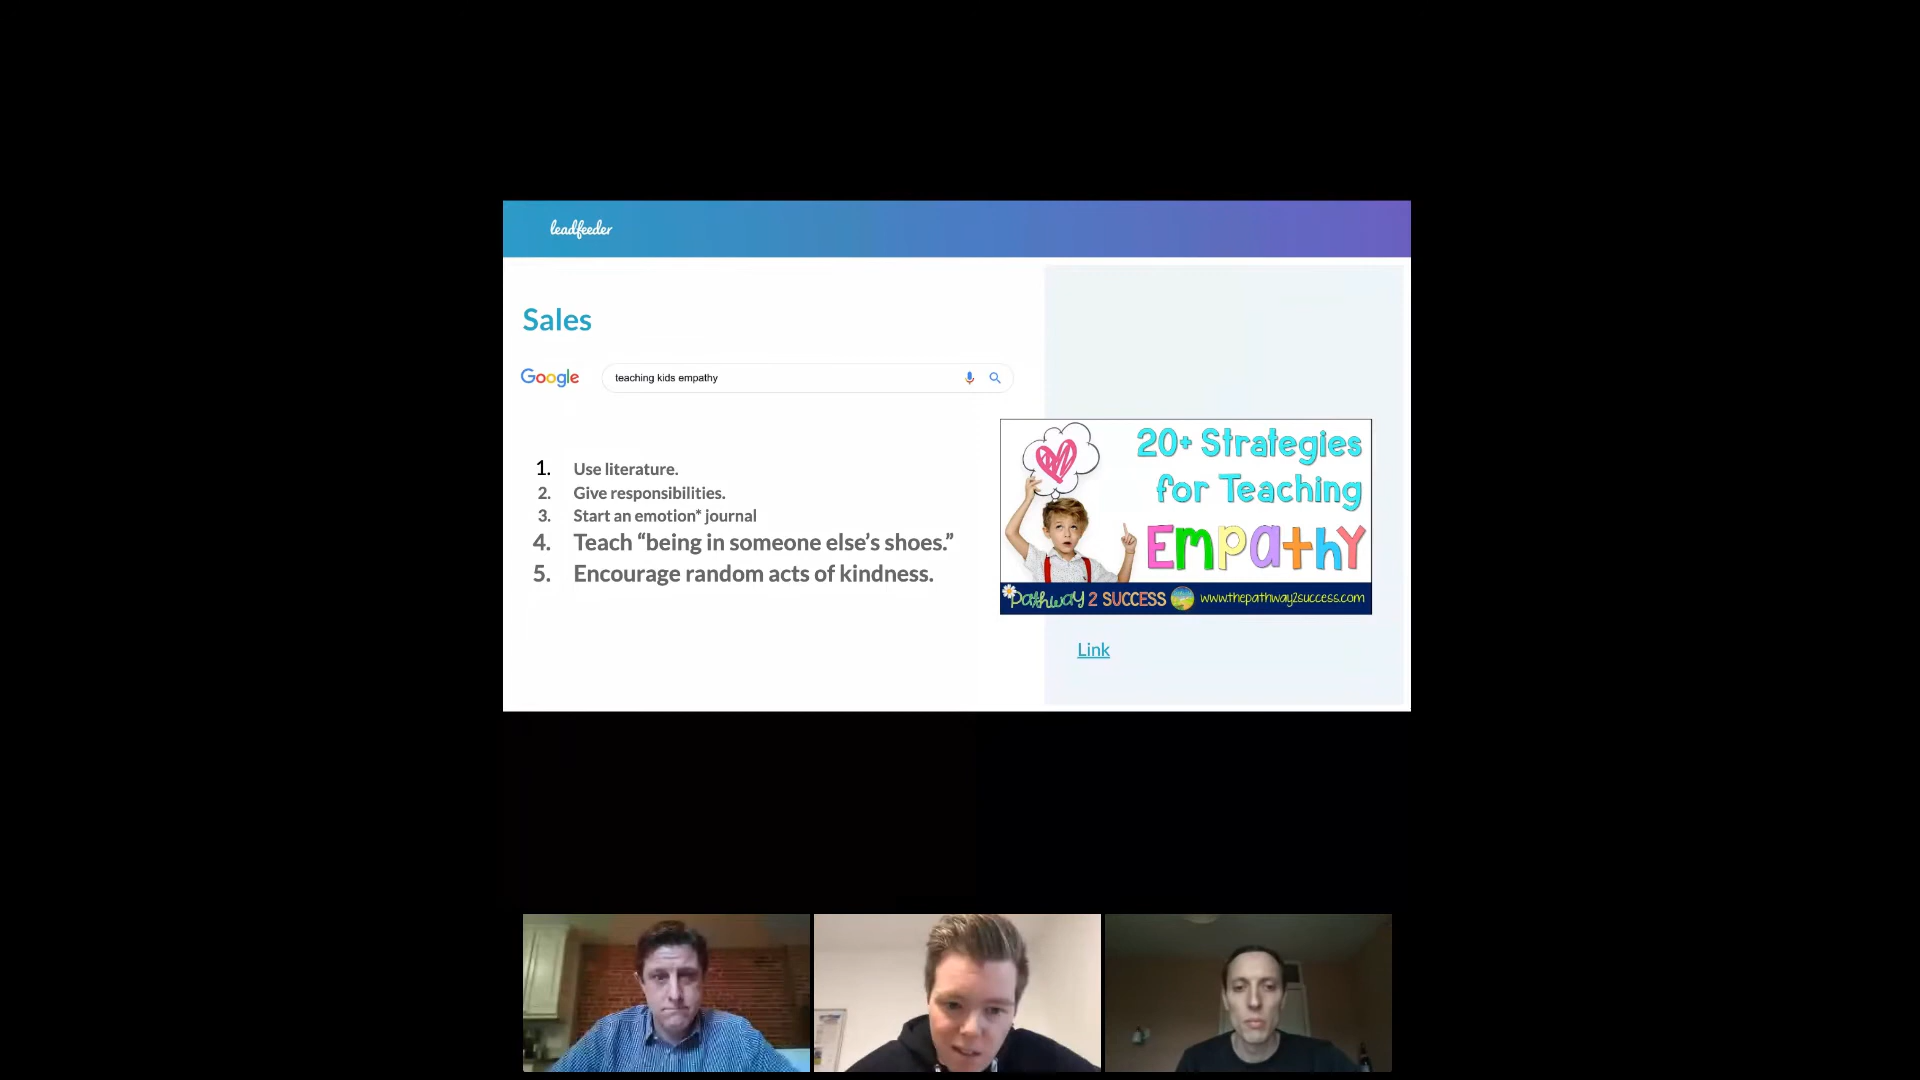 leadfeeder
Sales
Google
teaching kids empathy
1. Use literature.
2. Give responsibilities.
3. Start an emotion* journal
4. Teach “being in someone else’s shoes.”
5. Encourage random acts of kindness.
20+ Strategies
for Teaching
EmpathY
pathway 2 SUCCESS www.thepathway2success.com
Link